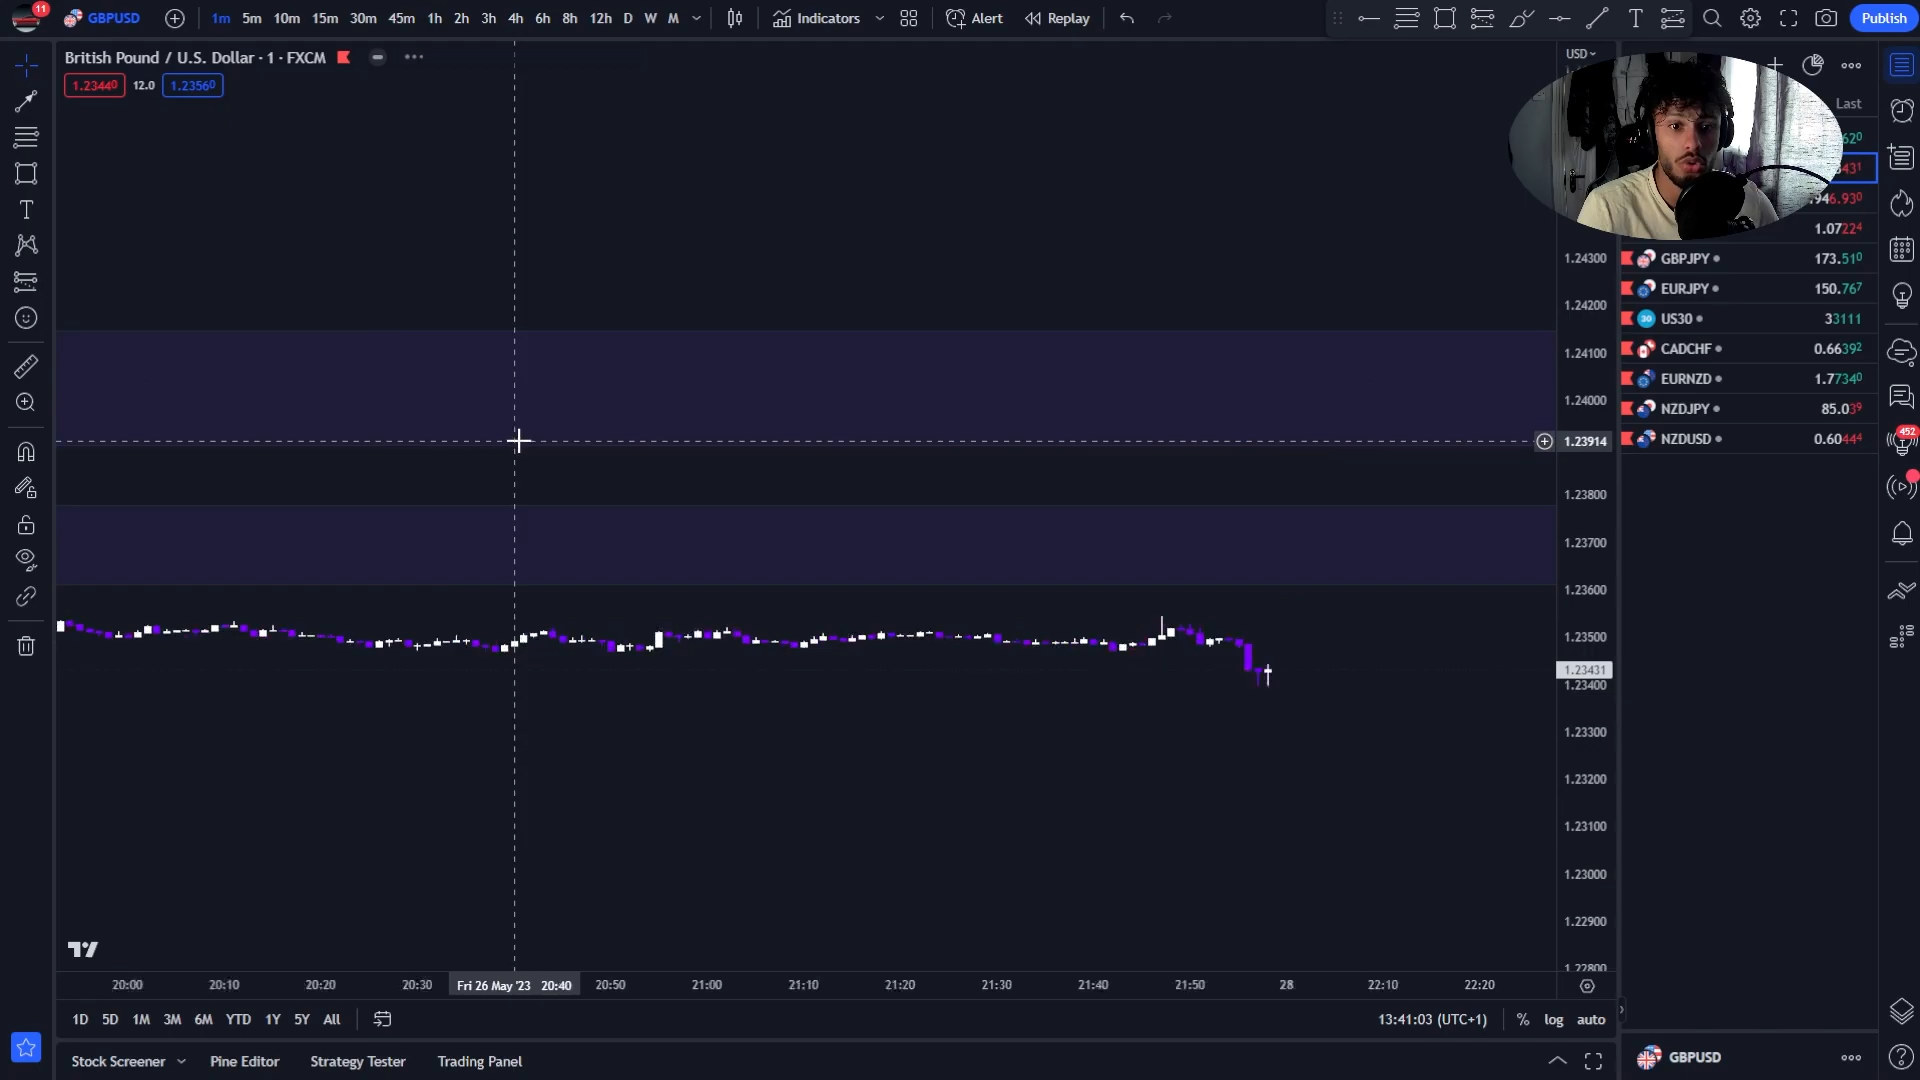 11
GBPUSD
1m 5m 10m 15m 30m 45m 1h 2h 3h 4h 6h 8h 12h D W M
Indicators
Alert
Replay
Publish
British Pound / U.S. Dollar · 1 · FXCM
1.23440 12.0 1.23560
USD
Last
620
431
946.930
1.07224
GBPJPY 173.510
EURJPY 150.767
30 US30 33111
CADCHF 0.66392
EURNZD 1.77340
NZDJPY 85.039
NZDUSD 0.60444
452
1.24300
1.24200
1.24100
1.24000
1.23914
1.23800
1.23700
1.23600
1.23500
1.23431
1.23400
1.23300
1.23200
1.23100
1.23000
1.22900
1.22800
20:00 20:10 20:20 20:30 Fri 26 May '23 20:40 20:50 21:00 21:10 21:20 21:30 21:40 21:50 28 22:10 22:20
1D 5D 1M 3M 6M YTD 1Y 5Y All
13:41:03 (UTC+1) % log auto
Stock Screener Pine Editor Strategy Tester Trading Panel
GBPUSD